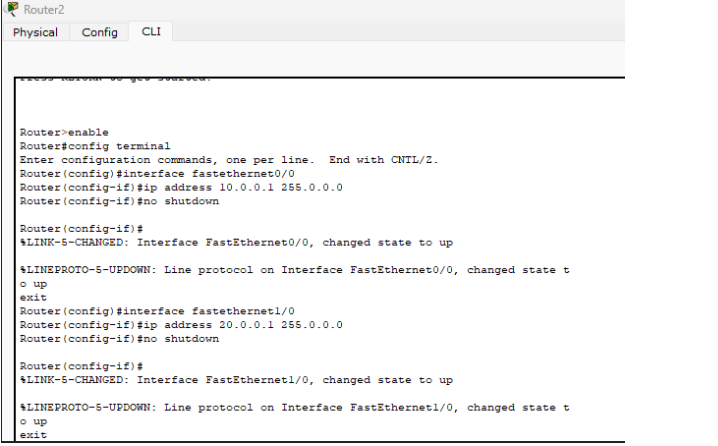 Router2
Physical Config CLI
Press RETURN to get started.
Router>enable
Router#config terminal
Enter configuration commands, one per line.  End with CNTL/Z.
Router(config)#interface fastethernet0/0
Router(config-if)#ip address 10.0.0.1 255.0.0.0
Router(config-if)#no shutdown
Router(config-if)#
%LINK-5-CHANGED: Interface FastEthernet0/0, changed state to up
%LINEPROTO-5-UPDOWN: Line protocol on Interface FastEthernet0/0, changed state t
o up
exit
Router(config)#interface fastethernet1/0
Router(config-if)#ip address 20.0.0.1 255.0.0.0
Router(config-if)#no shutdown
Router(config-if)#
%LINK-5-CHANGED: Interface FastEthernet1/0, changed state to up
%LINEPROTO-5-UPDOWN: Line protocol on Interface FastEthernet1/0, changed state t
o up
exit